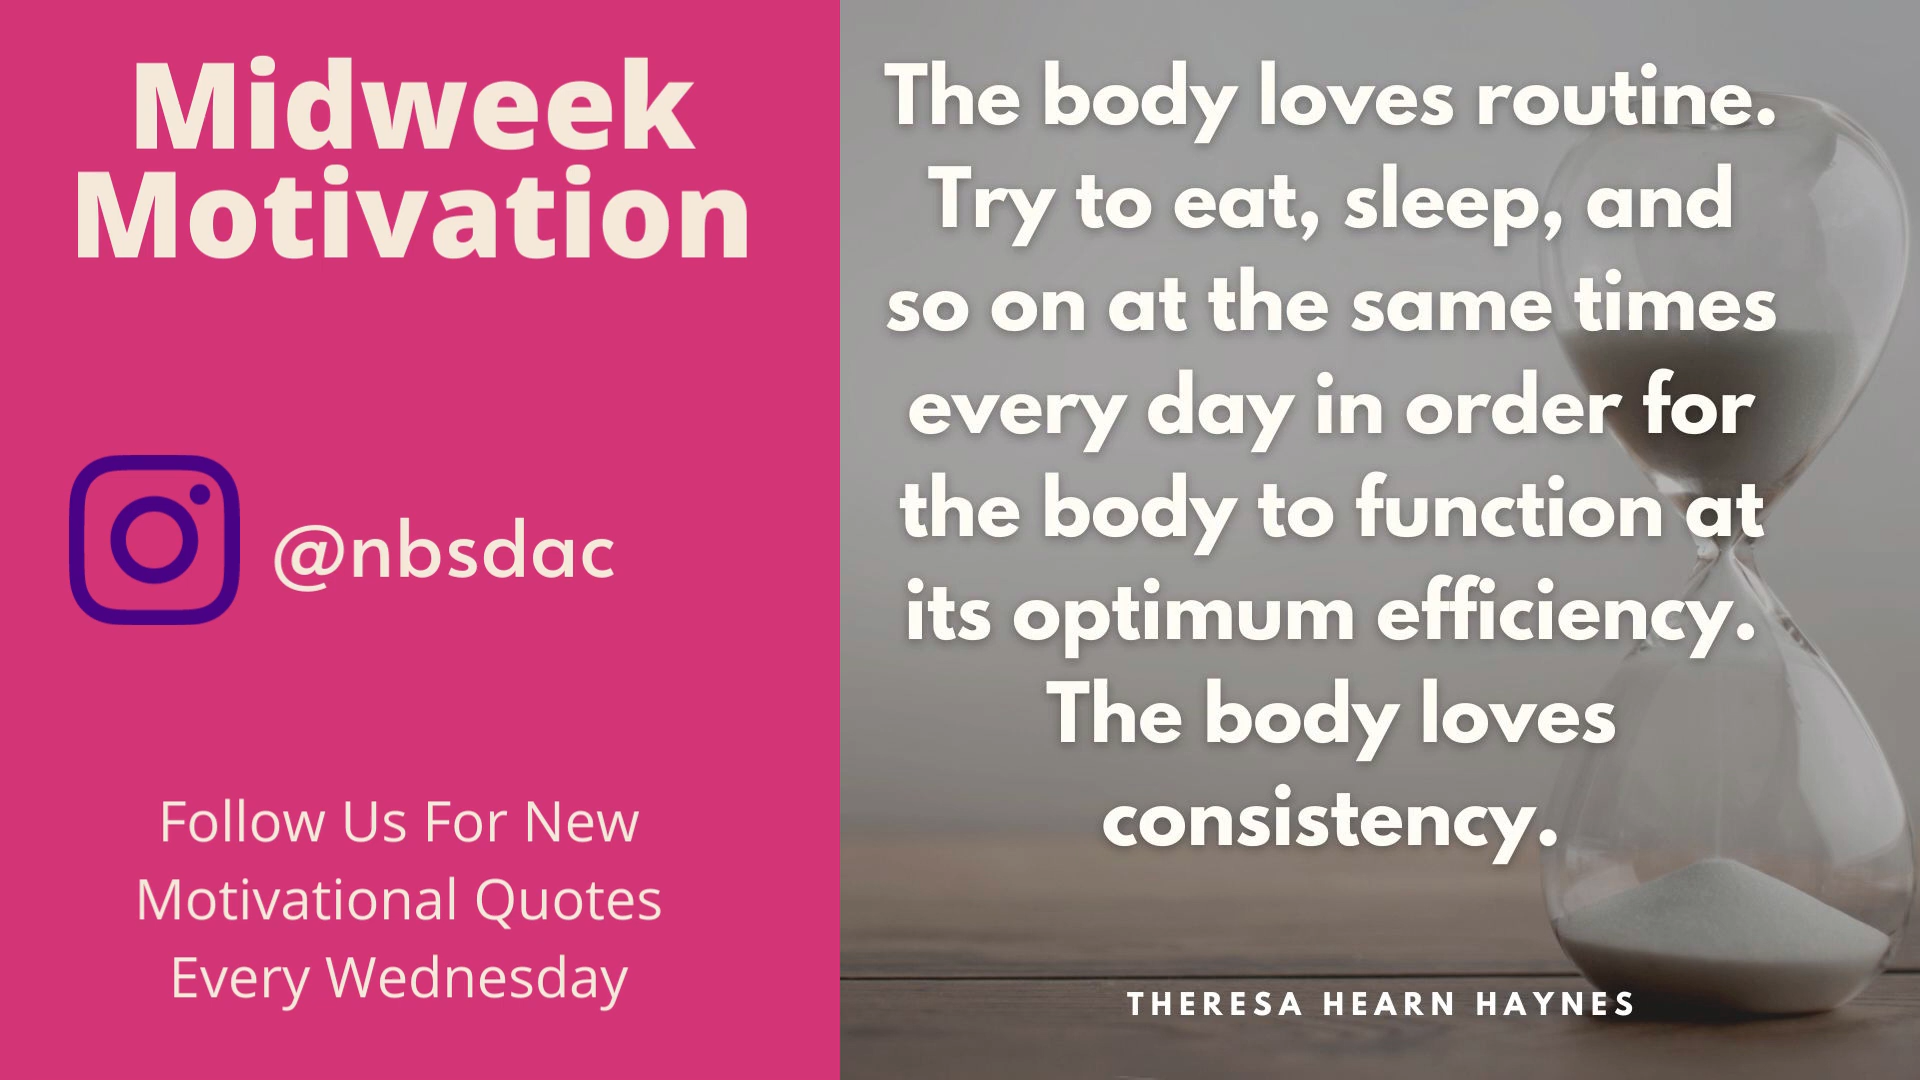 Midweek
Motivation
@nbsdac
Follow Us For New
Motivational Quotes
Every Wednesday
The body loves routine.
Try to eat, sleep, and
so on at the same times
every day in order for
the body to function at
its optimum efficiency.
The body loves
consistency.
THERESA HEARN HAYNES